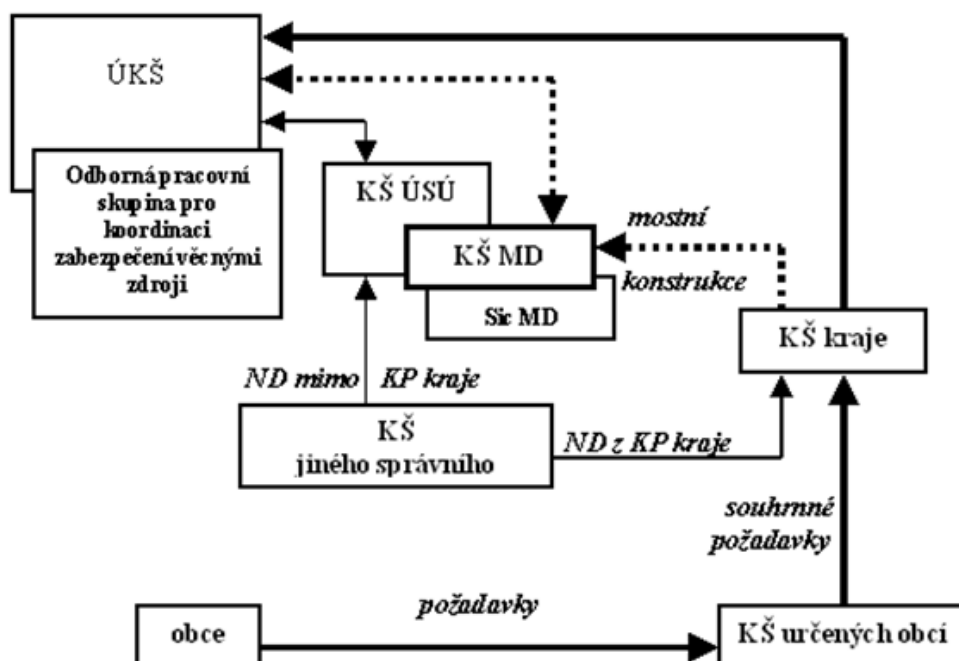 ÚKŠ
Odborná pracovní
skupina pro
koordinaci
zabezpečení věcnými
zdroji
KŠ ÚSÚ
KŠ MD
Sic MD
mostní
konstrukce
KŠ kraje
ND mimo KP kraje
KŠ
jiného správního
ND z KP kraje
souhrnné
požadavky
požadavky
obce
KŠ určených obcí